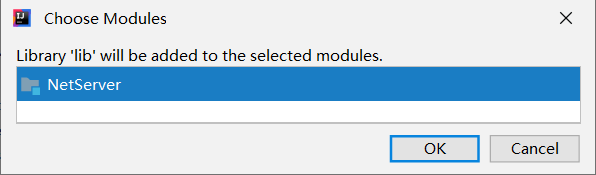 Choose Modules
Library 'lib' will be added to the selected modules.
NetServer
OK
Cancel